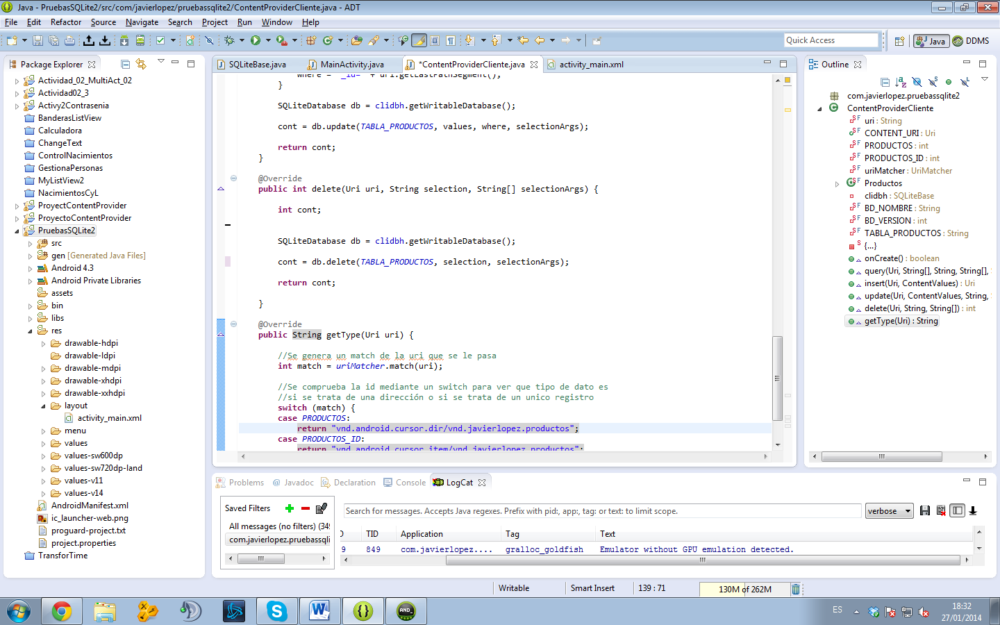 Java - PruebasSQLite2/src/com/javierlopez/pruebassqlite2/ContentProviderCliente.java - ADT
File Edit Refactor Source Navigate Search Project Run Window Help
Quick Access
Java
DDMS
Package Explorer
Actividad_02_MultiAct_02
Actividad02_3
Activy2Contrasenia
BanderasListView
Calculadora
ChangeText
ControlNacimientos
GestionaPersonas
MyListView2
NacimientosCyL
ProyectContentProvider
ProyectoContentProvider
PruebasSQLite2
src
gen [Generated Java Files]
Android 4.3
Android Private Libraries
assets
bin
libs
res
drawable-hdpi
drawable-ldpi
drawable-mdpi
drawable-xhdpi
drawable-xxhdpi
layout
activity_main.xml
menu
values
values-sw600dp
values-sw720dp-land
values-v11
values-v14
AndroidManifest.xml
ic_launcher-web.png
proguard-project.txt
project.properties
TransforTime
SQLiteBase.java
MainActivity.java
*ContentProviderCliente.java
activity_main.xml
where = "_id=" + uri.getLastPathSegment();
}
SQLiteDatabase db = clidbh.getWritableDatabase();
cont = db.update(TABLA_PRODUCTOS, values, where, selectionArgs);
return cont;
}
@Override
public int delete(Uri uri, String selection, String[] selectionArgs) {
int cont;
SQLiteDatabase db = clidbh.getWritableDatabase();
cont = db.delete(TABLA_PRODUCTOS, selection, selectionArgs);
return cont;
}
@Override
public String getType(Uri uri) {
//Se genera un match de la uri que se le pasa
int match = uriMatcher.match(uri);
//Se comprueba la id mediante un switch para ver que tipo de dato es
//si se trata de una dirección o si se trata de un unico registro
switch (match) {
case PRODUCTOS:
return "vnd.android.cursor.dir/vnd.javierlopez.productos";
case PRODUCTOS_ID:
return "vnd.android.cursor.item/vnd.javierlopez.productos";
Outline
com.javierlopez.pruebassqlite2
ContentProviderCliente
uri : String
CONTENT_URI : Uri
PRODUCTOS : int
PRODUCTOS_ID : int
uriMatcher : UriMatcher
Productos
clidbh : SQLiteBase
BD_NOMBRE : String
BD_VERSION : int
TABLA_PRODUCTOS : String
{...}
onCreate() : boolean
query(Uri, String[], String, String[],
insert(Uri, ContentValues) : Uri
update(Uri, ContentValues, String,
delete(Uri, String, String[]) : int
getType(Uri) : String
Problems
Javadoc
Declaration
Console
LogCat
Saved Filters
All messages (no filters) (349
com.javierlopez.pruebassqli
Search for messages. Accepts Java regexes. Prefix with pid:, app:, tag: or text: to limit scope.
verbose
TID Application Tag Text
9 849 com.javierlopez.... gralloc_goldfish Emulator without GPU emulation detected.
Writable
Smart Insert
139 : 71
130M of 262M
ES
18:32
27/01/2014